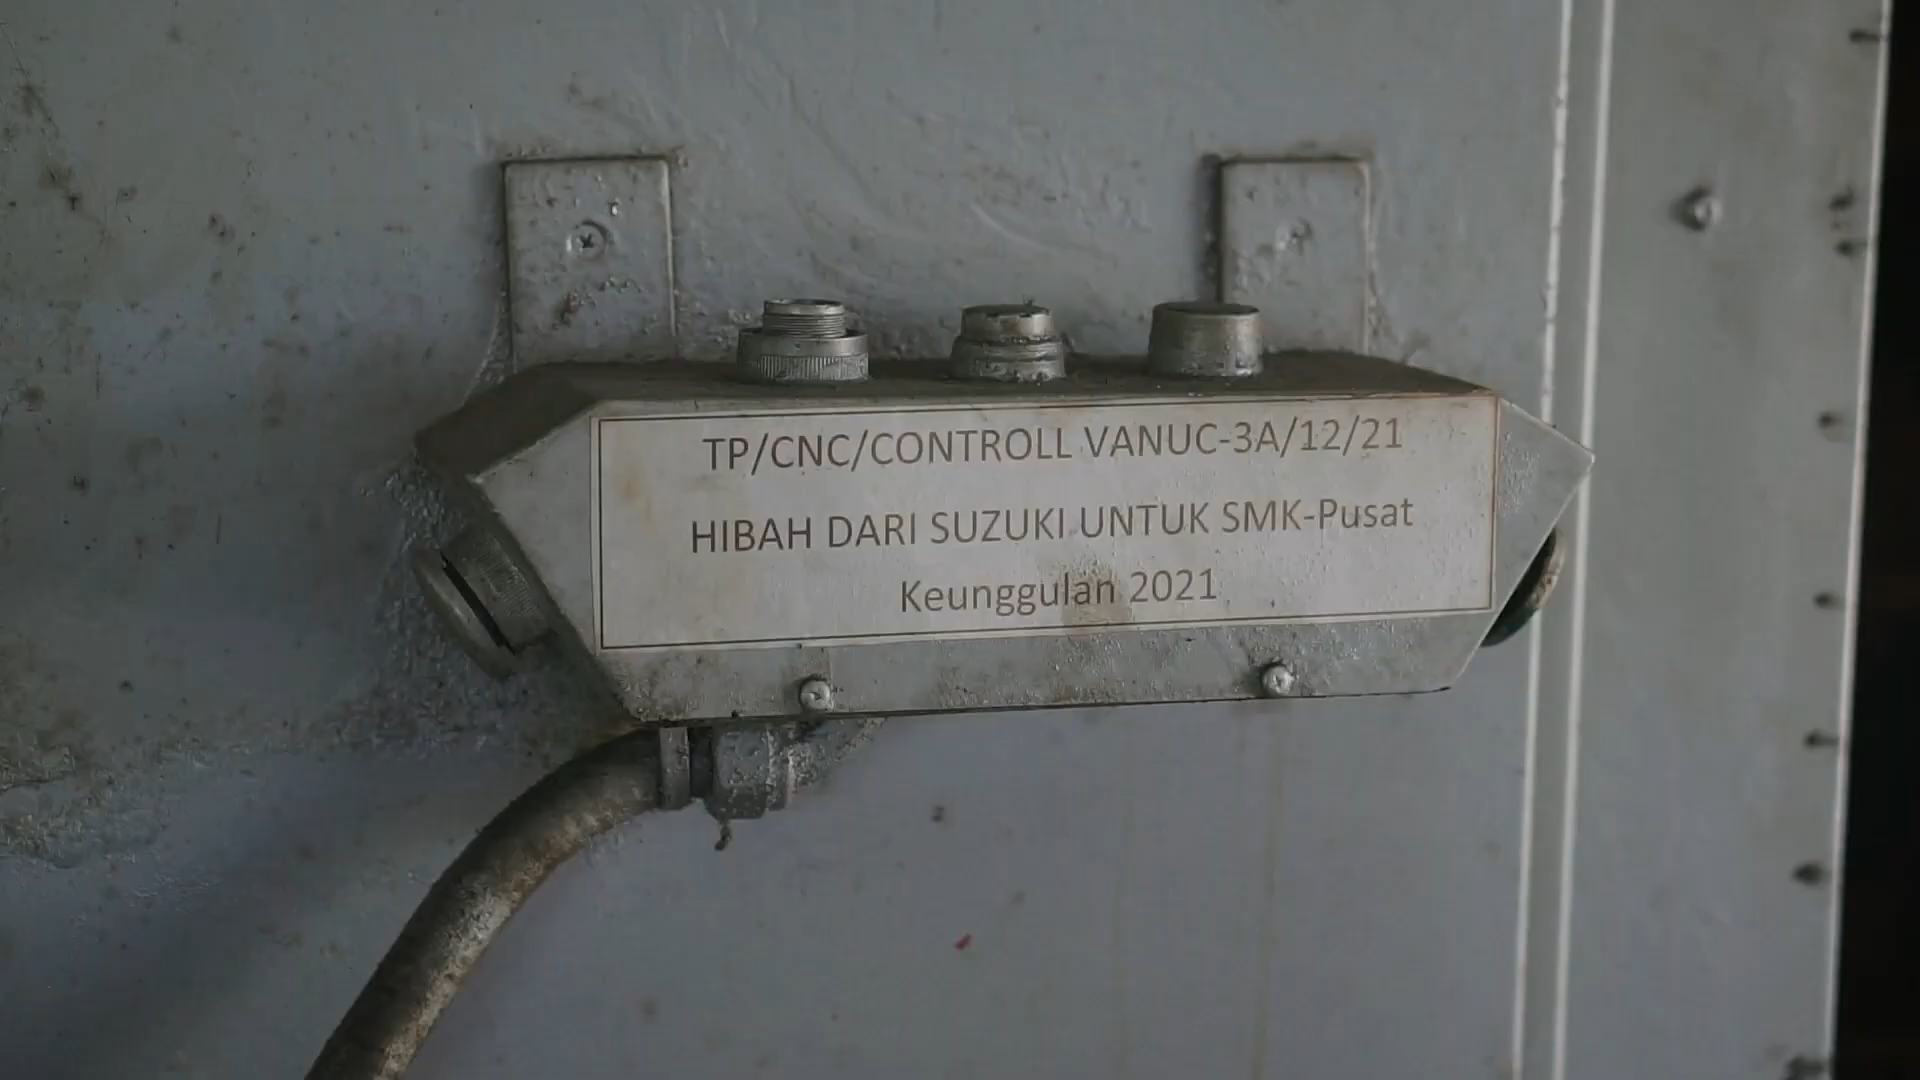 TP/CNC/CONTROLL VANUC-3A/12/21
HIBAH DARI SUZUKI UNTUK SMK-Pusat
Keunggulan 2021